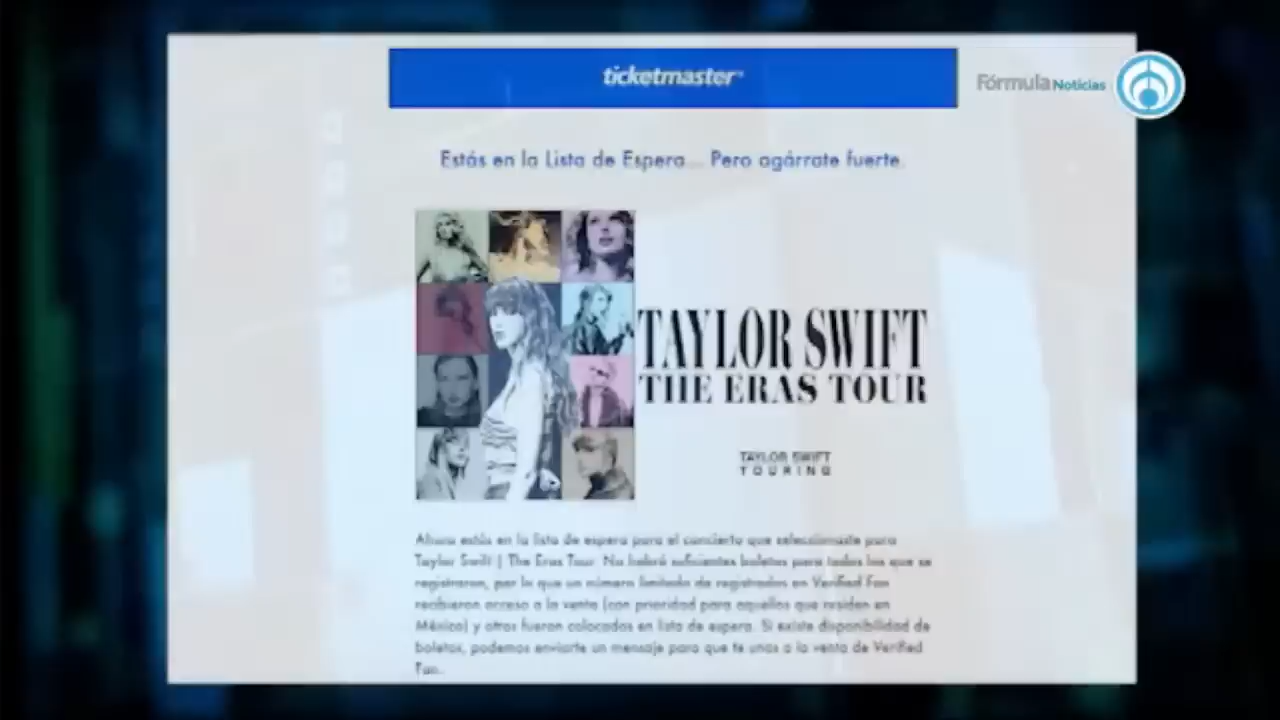 ticketmaster
Fórmula Noticias
Estás en la Lista de Espera... Pero agárrate fuerte.
TAYLOR SWIFT
THE ERAS TOUR
TAYLOR SWIFT
TOURING
Ahora estás en la lista de espera para el concierto que seleccionaste para
Taylor Swift | The Eras Tour. No habrá suficientes boletos para todos los que se
registraron, por lo que un número limitado de registrados en Verified Fan
recibieron acceso a la venta (con prioridad para aquellos que residen en
México) y otros fueron colocados en lista de espera. Si existe disponibilidad de
boletos, podemos enviarte un mensaje para que te unas a la venta de Verified
Fan.